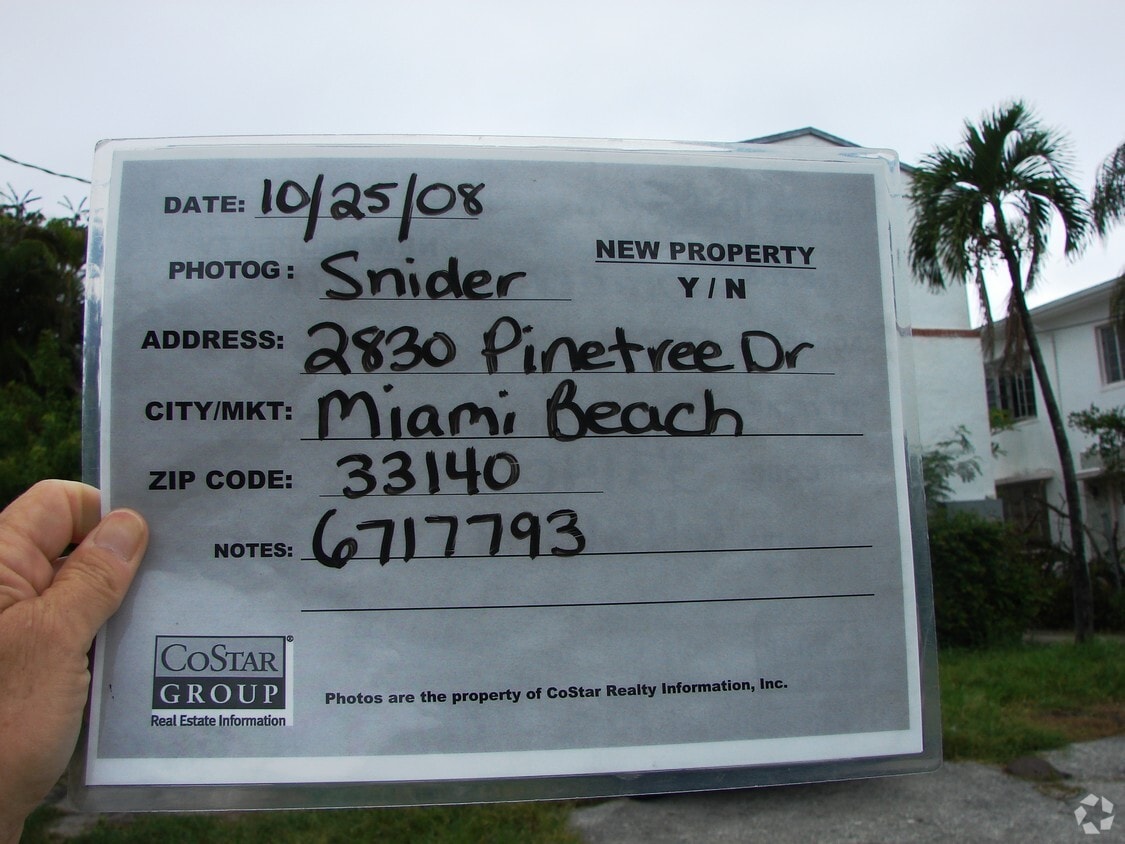 DATE: 10/25/08
PHOTOG: Snider
NEW PROPERTY
Y / N
ADDRESS: 2830 Pinetree Dr
CITY/MKT: Miami Beach
ZIP CODE: 33140
NOTES: 6717793
COSTAR ®
GROUP
Real Estate Information
Photos are the property of CoStar Realty Information, Inc.